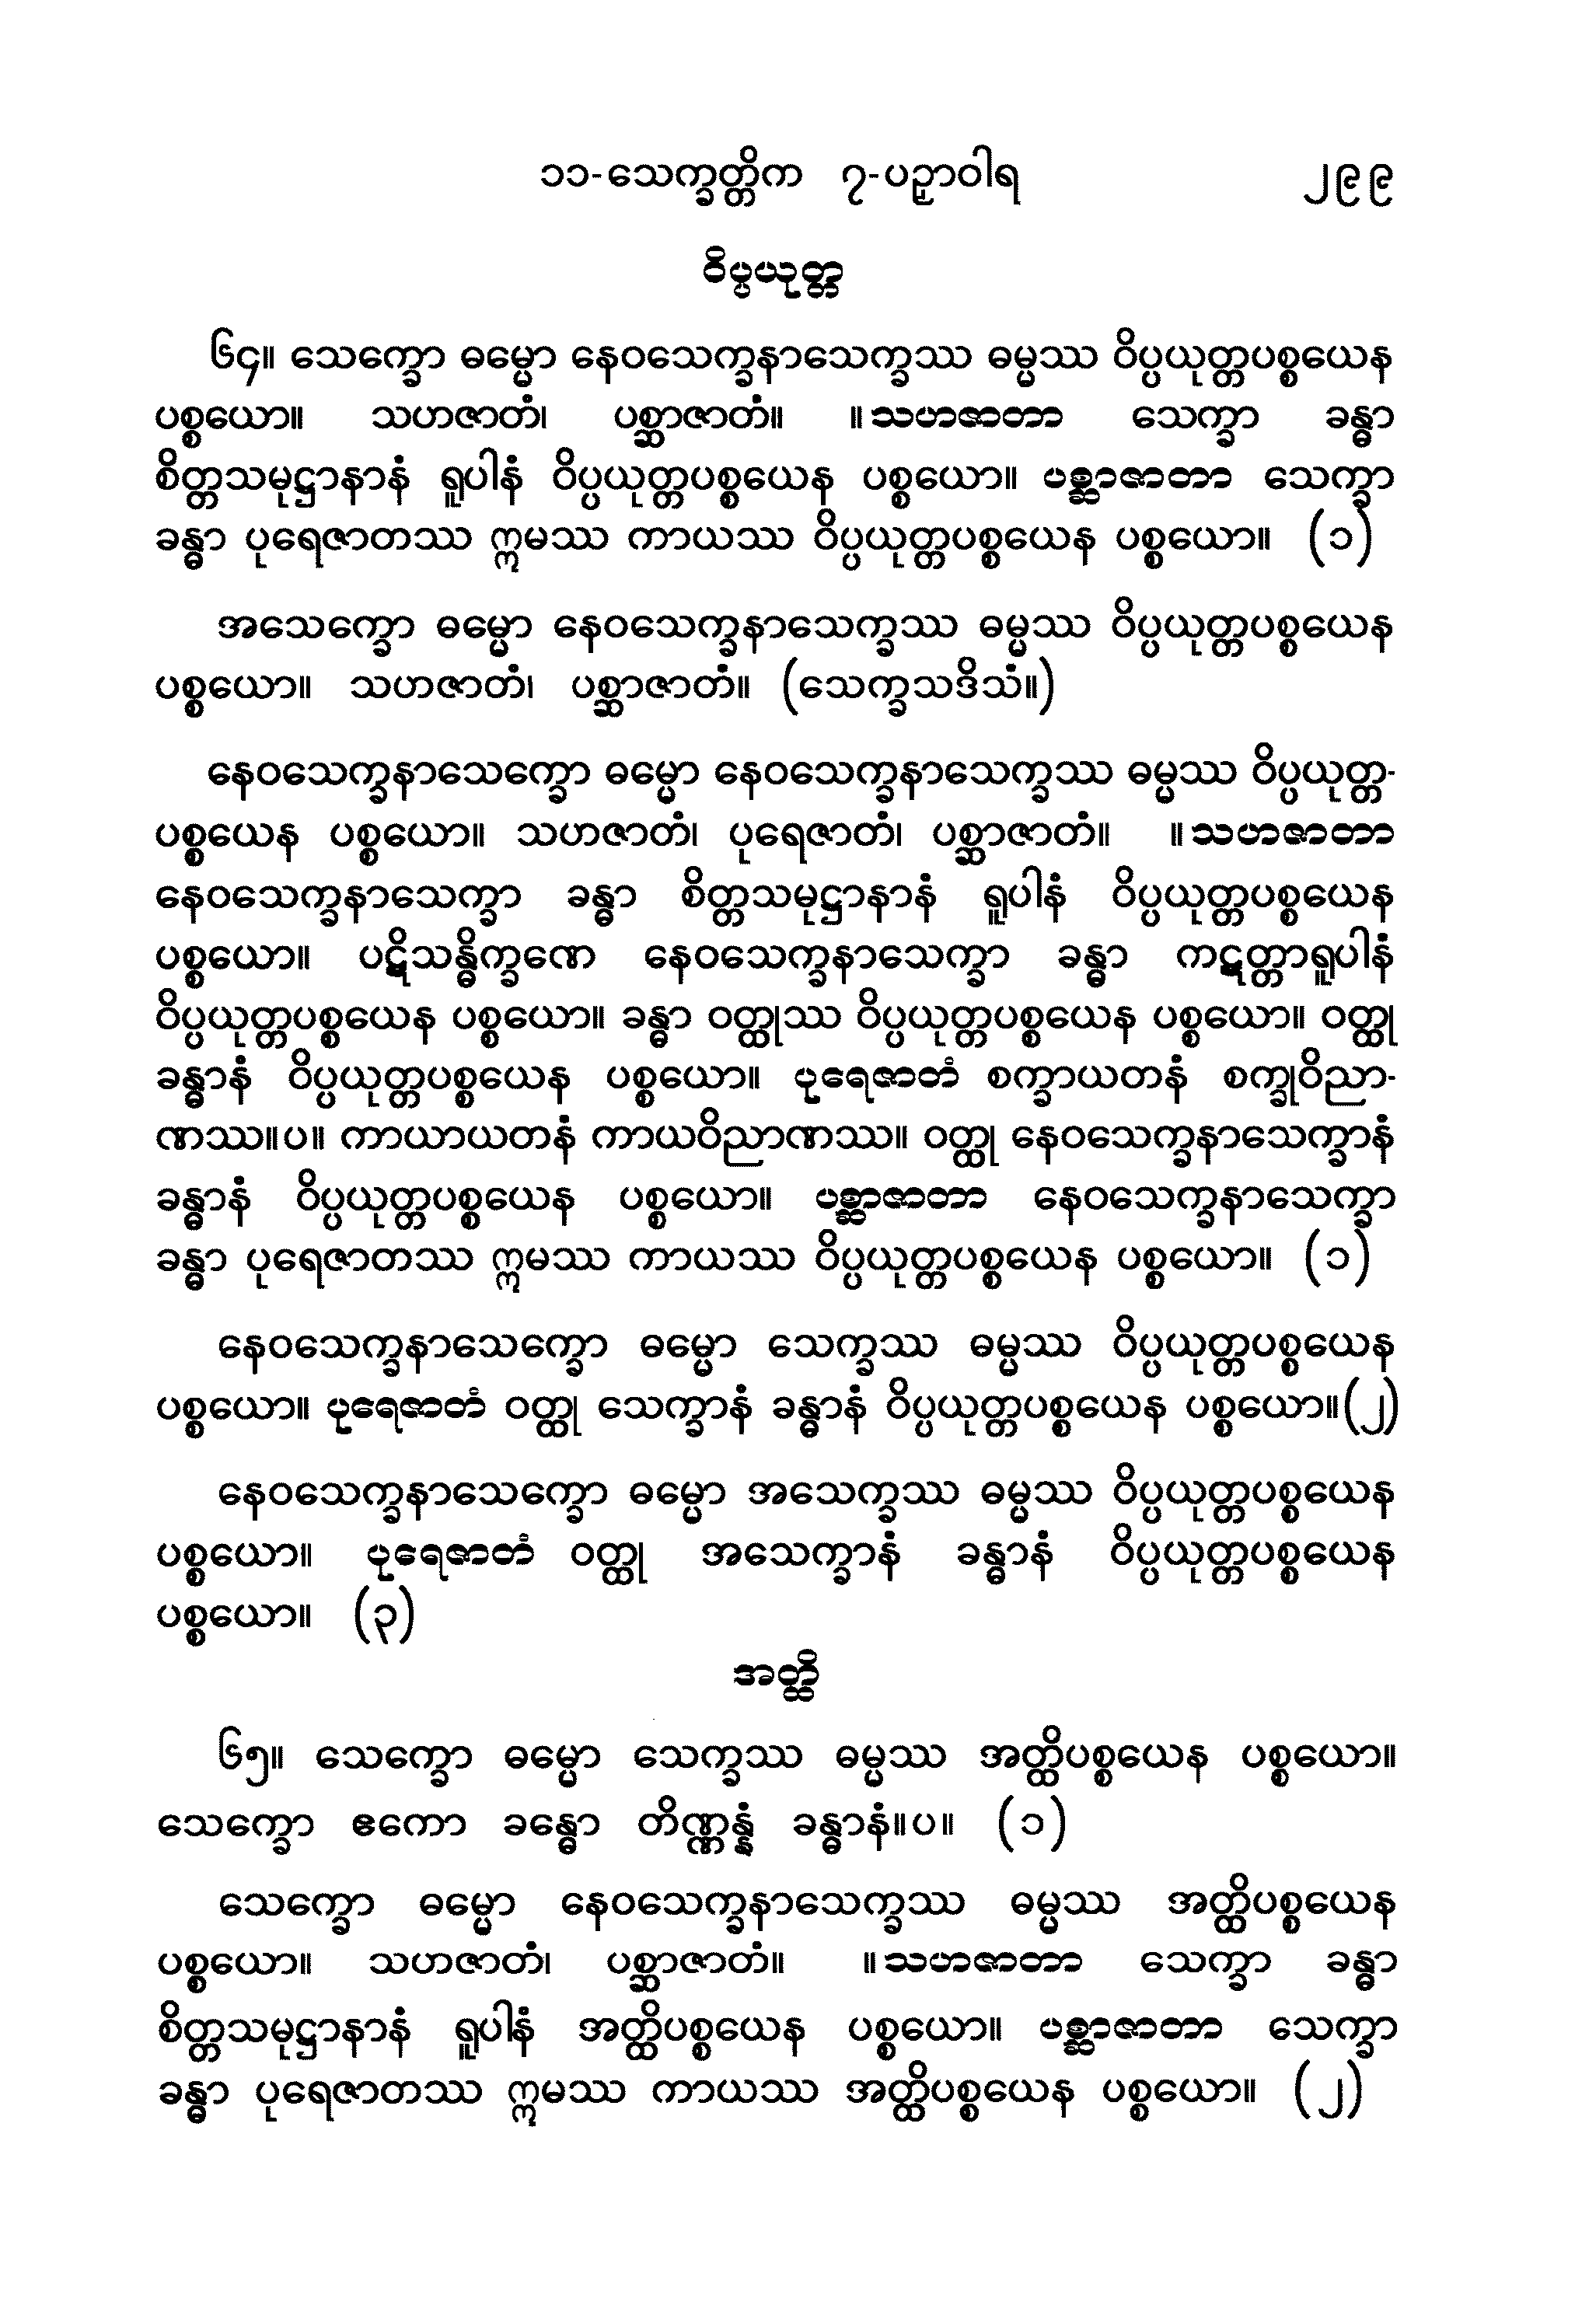 ၁၁-သေက္ခတ္တိက ၇-ပဉှာဝါရ ၂၉၉
ဝိပ္ပယုတ္တ
၆၄။ သေက္ခော ဓမ္မော နေဝသေက္ခနာသေက္ခဿ ဓမ္မဿ ဝိပ္ပယုတ္တပစ္စယေန
ပစ္စယော။ သဟဇာတံ၊ ပစ္ဆာဇာတံ။ ။သဟဇာတာ သေက္ခာ ခန္ဓာ
စိတ္တသမုဋ္ဌာနာနံ ရူပါနံ ဝိပ္ပယုတ္တပစ္စယေန ပစ္စယော။ ပစ္ဆာဇာတာ သေက္ခာ
ခန္ဓာ ပုရေဇာတဿ ဣမဿ ကာယဿ ဝိပ္ပယုတ္တပစ္စယေန ပစ္စယော။ (၁)
အသေက္ခော ဓမ္မော နေဝသေက္ခနာသေက္ခဿ ဓမ္မဿ ဝိပ္ပယုတ္တပစ္စယေန
ပစ္စယော။ သဟဇာတံ၊ ပစ္ဆာဇာတံ။ (သေက္ခသဒိသံ။)
နေဝသေက္ခနာသေက္ခော ဓမ္မော နေဝသေက္ခနာသေက္ခဿ ဓမ္မဿ ဝိပ္ပယုတ္တ-
ပစ္စယေန ပစ္စယော။ သဟဇာတံ၊ ပုရေဇာတံ၊ ပစ္ဆာဇာတံ။ ။သဟဇာတာ
နေဝသေက္ခနာသေက္ခာ ခန္ဓာ စိတ္တသမုဋ္ဌာနာနံ ရူပါနံ ဝိပ္ပယုတ္တပစ္စယေန
ပစ္စယော။ ပဋိသန္ဓိက္ခဏေ နေဝသေက္ခနာသေက္ခာ ခန္ဓာ ကဋတ္တာရူပါနံ
ဝိပ္ပယုတ္တပစ္စယေန ပစ္စယော။ ခန္ဓာ ဝတ္ထုဿ ဝိပ္ပယုတ္တပစ္စယေန ပစ္စယော။ ဝတ္ထု
ခန္ဓာနံ ဝိပ္ပယုတ္တပစ္စယေန ပစ္စယော။ ပုရေဇာတံ စက္ခာယတနံ စက္ခုဝိညာ-
ဏဿ။ပ။ ကာယာယတနံ ကာယဝိညာဏဿ။ ဝတ္ထု နေဝသေက္ခနာသေက္ခာနံ
ခန္ဓာနံ ဝိပ္ပယုတ္တပစ္စယေန ပစ္စယော။ ပစ္ဆာဇာတာ နေဝသေက္ခနာသေက္ခာ
ခန္ဓာ ပုရေဇာတဿ ဣမဿ ကာယဿ ဝိပ္ပယုတ္တပစ္စယေန ပစ္စယော။ (၁)
နေဝသေက္ခနာသေက္ခော ဓမ္မော သေက္ခဿ ဓမ္မဿ ဝိပ္ပယုတ္တပစ္စယေန
ပစ္စယော။ ပုရေဇာတံ ဝတ္ထု သေက္ခာနံ ခန္ဓာနံ ဝိပ္ပယုတ္တပစ္စယေန ပစ္စယော။(၂)
နေဝသေက္ခနာသေက္ခော ဓမ္မော အသေက္ခဿ ဓမ္မဿ ဝိပ္ပယုတ္တပစ္စယေန
ပစ္စယော။ ပုရေဇာတံ ဝတ္ထု အသေက္ခာနံ ခန္ဓာနံ ဝိပ္ပယုတ္တပစ္စယေန
ပစ္စယော။ (၃)
အတ္ထိ
၆၅။ သေက္ခော ဓမ္မော သေက္ခဿ ဓမ္မဿ အတ္ထိပစ္စယေန ပစ္စယော။
သေက္ခော ဧကော ခန္ဓော တိဏ္ဏန္နံ ခန္ဓာနံ။ပ။ (၁)
သေက္ခော ဓမ္မော နေဝသေက္ခနာသေက္ခဿ ဓမ္မဿ အတ္ထိပစ္စယေန
ပစ္စယော။ သဟဇာတံ၊ ပစ္ဆာဇာတံ။ ။သဟဇာတာ သေက္ခာ ခန္ဓာ
စိတ္တသမုဋ္ဌာနာနံ ရူပါနံ အတ္ထိပစ္စယေန ပစ္စယော။ ပစ္ဆာဇာတာ သေက္ခာ
ခန္ဓာ ပုရေဇာတဿ ဣမဿ ကာယဿ အတ္ထိပစ္စယေန ပစ္စယော။ (၂)